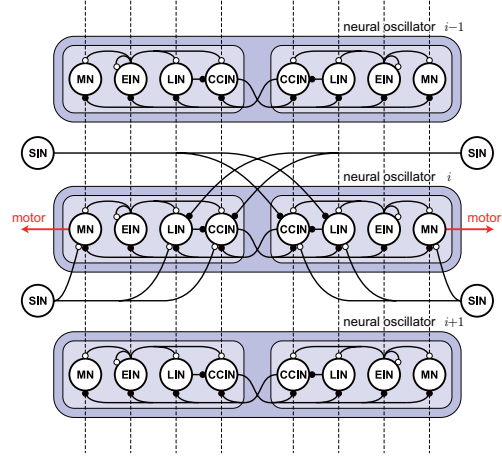 neural oscillator i−1
MN EIN LIN CCIN CCIN LIN EIN MN
SIN SIN
neural oscillator i
motor MN EIN LIN CCIN CCIN LIN EIN MN motor
SIN SIN
neural oscillator i+1
MN EIN LIN CCIN CCIN LIN EIN MN